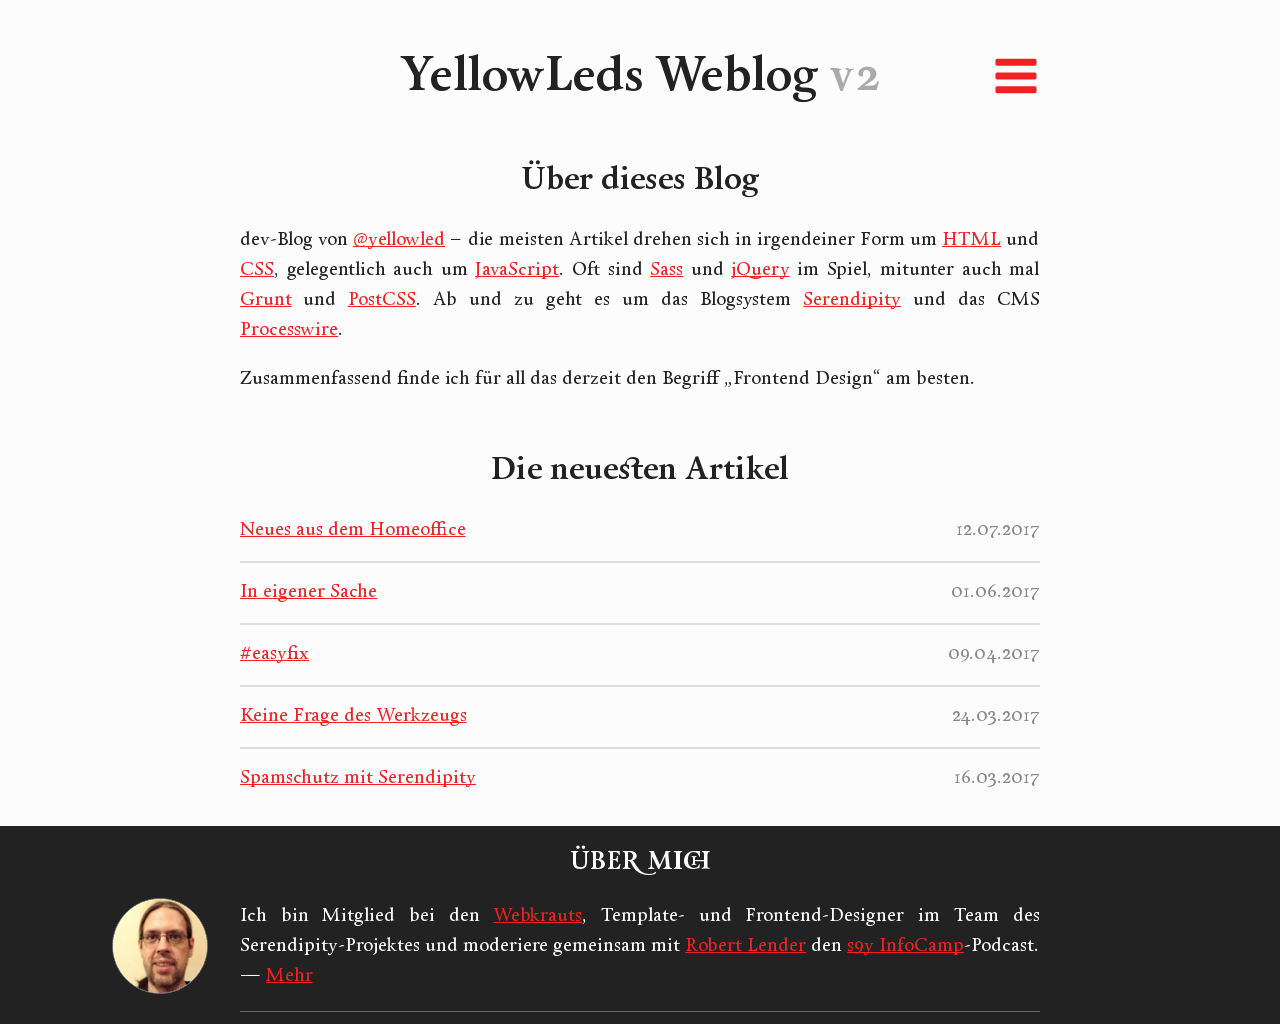 YellowLeds Weblog v2
Über dieses Blog
dev-Blog von @yellowled – die meisten Artikel drehen sich in irgendeiner Form um HTML und
CSS, gelegentlich auch um JavaScript. Oft sind Sass und jQuery im Spiel, mitunter auch mal
Grunt und PostCSS. Ab und zu geht es um das Blogsystem Serendipity und das CMS
Processwire.
Zusammenfassend finde ich für all das derzeit den Begriff „Frontend Design“ am besten.
Die neuesten Artikel
Neues aus dem Homeoffice 12.07.2017
In eigener Sache 01.06.2017
#easyfix 09.04.2017
Keine Frage des Werkzeugs 24.03.2017
Spamschutz mit Serendipity 16.03.2017
ÜBER MICH
Ich bin Mitglied bei den Webkrauts, Template- und Frontend-Designer im Team des
Serendipity-Projektes und moderiere gemeinsam mit Robert Lender den s9y InfoCamp-Podcast.
— Mehr